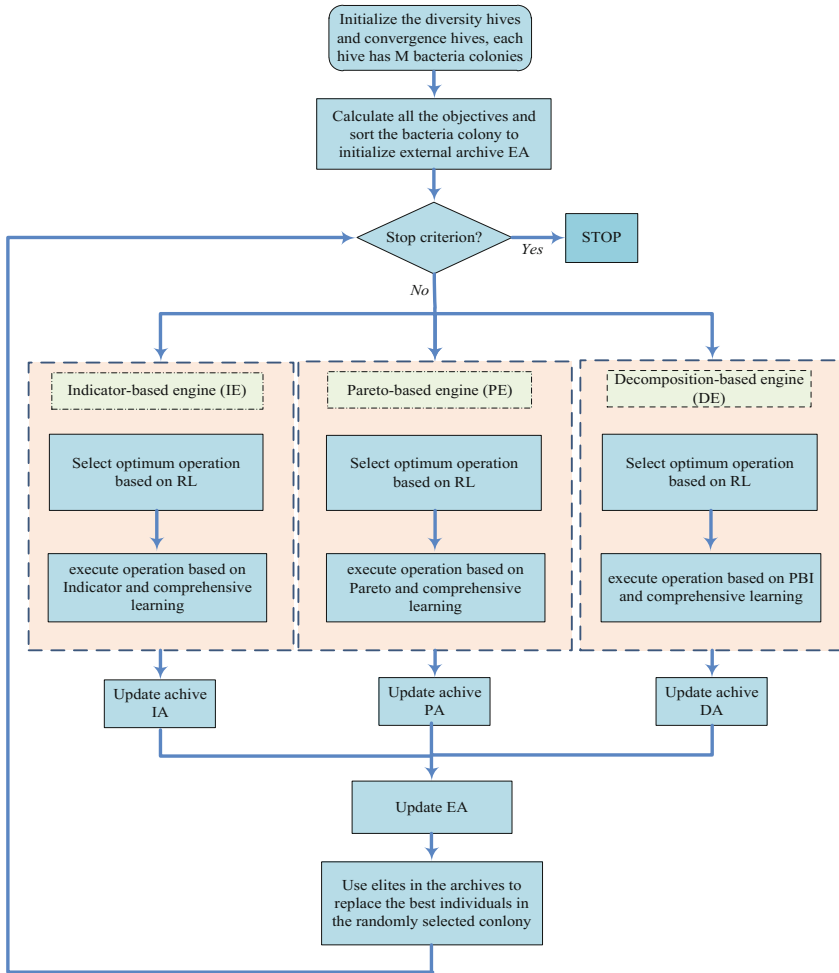 Initialize the diversity hives
and convergence hives, each
hive has M bacteria colonies
Calculate all the objectives and
sort the bacteria colony to
initialize external archive EA
Stop criterion?
Yes
STOP
No
Indicator-based engine (IE)
Select optimum operation
based on RL
execute operation based on
Indicator and comprehensive
learning
Pareto-based engine (PE)
Select optimum operation
based on RL
execute operation based on
Pareto and comprehensive
learning
Decomposition-based engine
(DE)
Select optimum operation
based on RL
execute operation based on PBI
and comprehensive learning
Update achive
IA
Update achive
PA
Update achive
DA
Update EA
Use elites in the archives to
replace the best individuals in
the randomly selected conlony